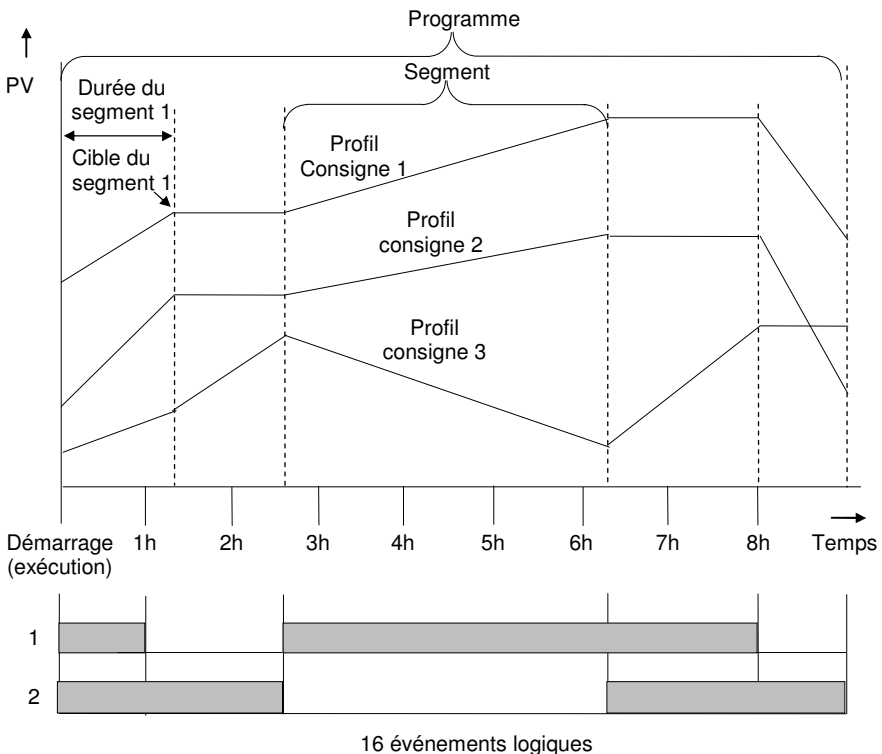 Programme
PV
Segment
Durée du
segment 1
Cible du
segment 1
Profil
Consigne 1
Profil
consigne 2
Profil
consigne 3
Démarrage
(exécution)
1h
2h
3h
4h
5h
6h
7h
8h
Temps
1
2
16 événements logiques